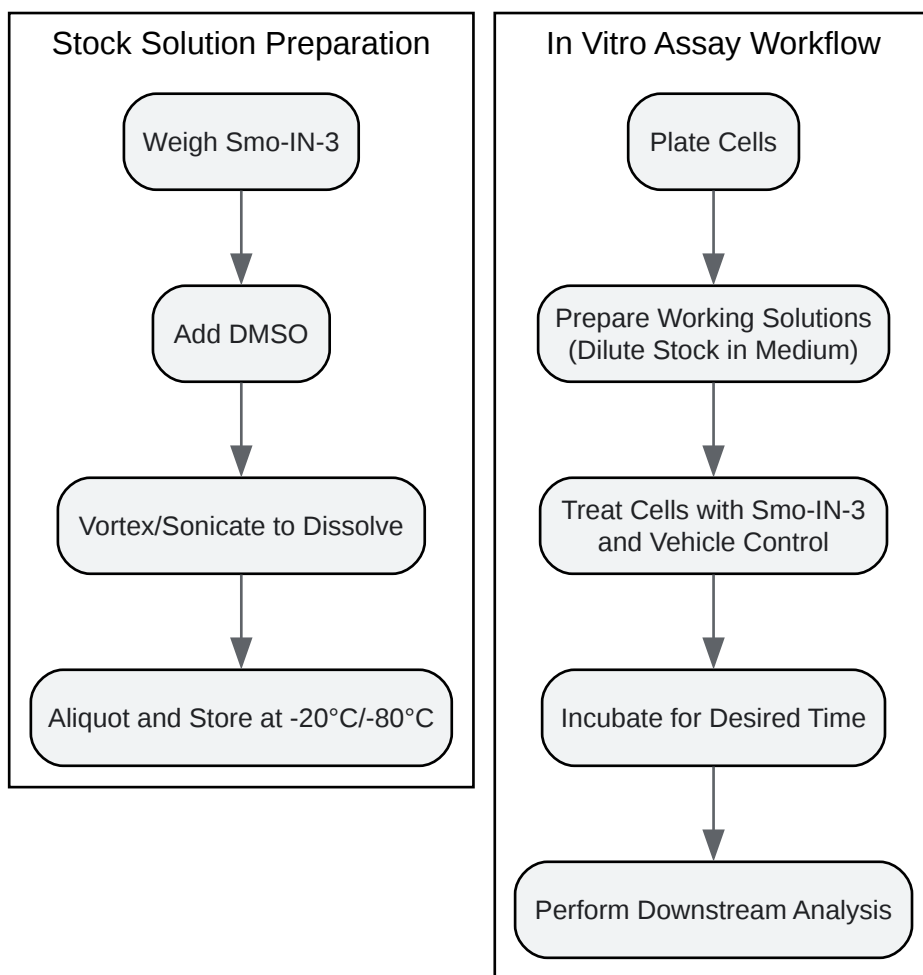 Stock Solution Preparation
Weigh Smo-IN-3
Add DMSO
Vortex/Sonicate to Dissolve
Aliquot and Store at -20°C/-80°C
In Vitro Assay Workflow
Plate Cells
Prepare Working Solutions
(Dilute Stock in Medium)
Treat Cells with Smo-IN-3
and Vehicle Control
Incubate for Desired Time
Perform Downstream Analysis